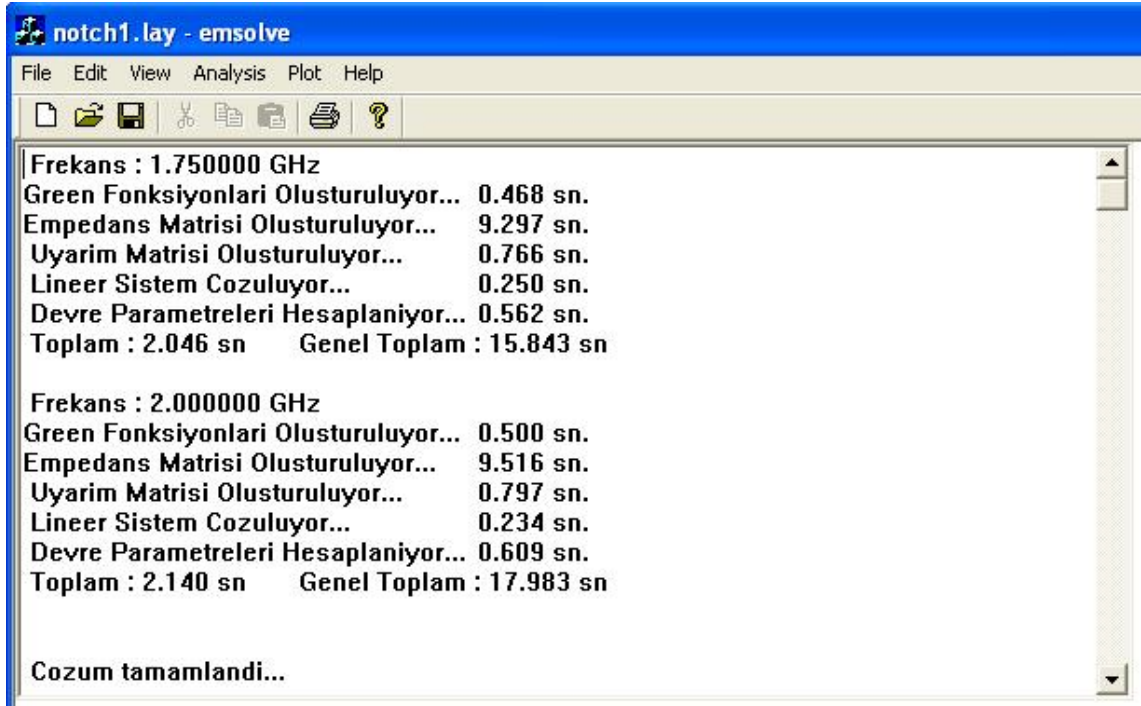 notch1.lay - emsolve
File Edit View Analysis Plot Help
Frekans : 1.750000 GHz
Green Fonksiyonlari Olusturuluyor... 0.468 sn.
Empedans Matrisi Olusturuluyor... 9.297 sn.
Uyarim Matrisi Olusturuluyor... 0.766 sn.
Lineer Sistem Cozuluyor... 0.250 sn.
Devre Parametreleri Hesaplaniyor... 0.562 sn.
Toplam : 2.046 sn Genel Toplam : 15.843 sn
Frekans : 2.000000 GHz
Green Fonksiyonlari Olusturuluyor... 0.500 sn.
Empedans Matrisi Olusturuluyor... 9.516 sn.
Uyarim Matrisi Olusturuluyor... 0.797 sn.
Lineer Sistem Cozuluyor... 0.234 sn.
Devre Parametreleri Hesaplaniyor... 0.609 sn.
Toplam : 2.140 sn Genel Toplam : 17.983 sn
Cozum tamamlandi...